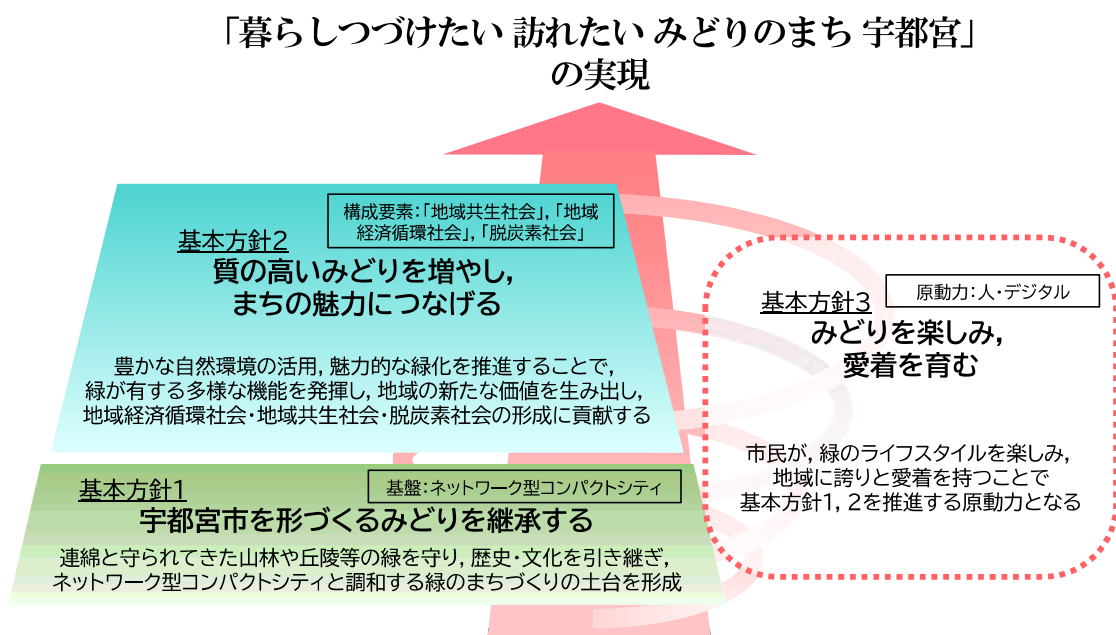 「暮らしつづけたい 訪れたい みどりのまち 宇都宮」
の実現
構成要素：「地域共生社会」，「地域
経済循環社会」，「脱炭素社会」
基本方針２
質の高いみどりを増やし，
まちの魅力につなげる
豊かな自然環境の活用，魅力的な緑化を推進することで，
緑が有する多様な機能を発揮し，地域の新たな価値を生み出し，
地域経済循環社会・地域共生社会・脱炭素社会の形成に貢献する
原動力：人・デジタル
基本方針３
みどりを楽しみ，
愛着を育む
市民が，緑のライフスタイルを楽しみ，
地域に誇りと愛着を持つことで
基本方針１，２を推進する原動力となる
基盤：ネットワーク型コンパクトシティ
基本方針１
宇都宮市を形づくるみどりを継承する
連綿と守られてきた山林や丘陵等の緑を守り，歴史・文化を引き継ぎ，
ネットワーク型コンパクトシティと調和する緑のまちづくりの土台を形成